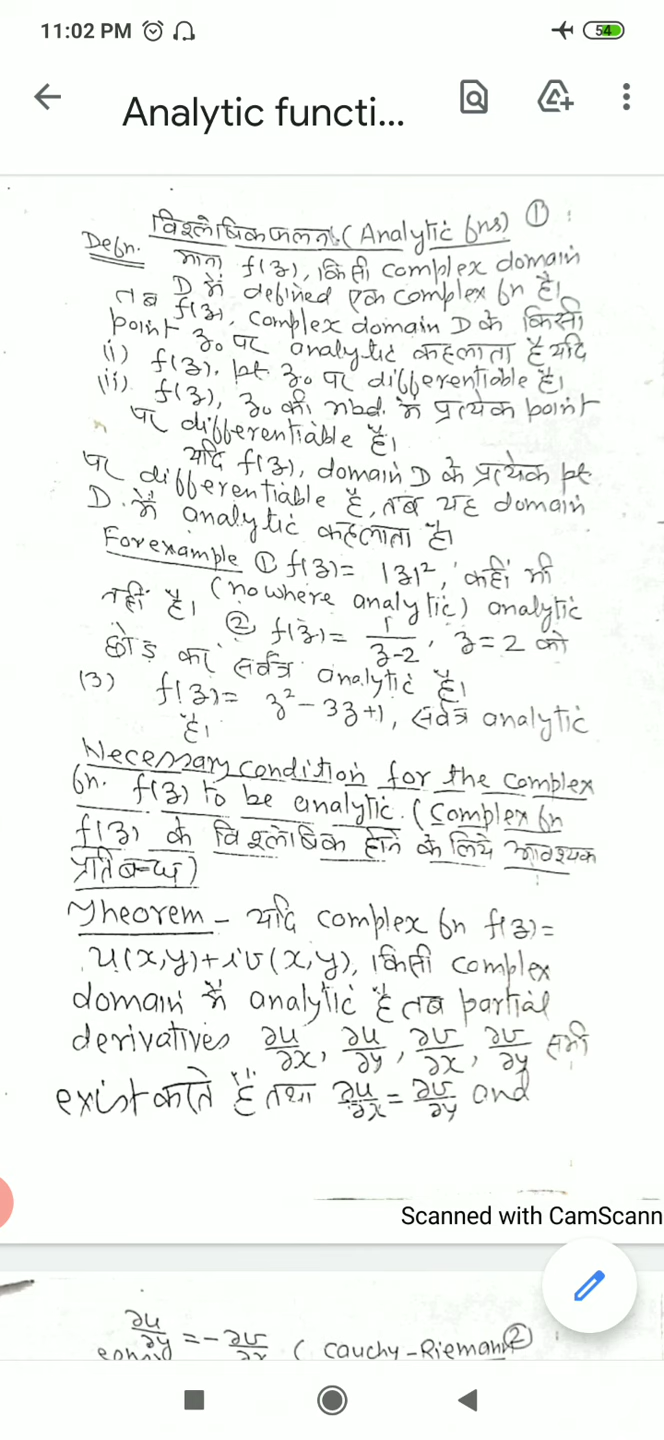 11:02 PM
54
Analytic functi...
विश्लेषिक फलन (Analytic fns) ①
Defn. माना f(z), किसी complex domain
D में defined एक complex fn है।
तब f(z), complex domain D के किसी
point z₀ पर analytic कहलाता है यदि
(i) f(z), pt. z₀ पर differentiable है।
(ii) f(z), z₀ की nbd. के प्रत्येक point
पर differentiable है।
यदि f(z), domain D के प्रत्येक pt.
पर differentiable है, तब यह domain
D में analytic कहलाता है।
For example ① f(z) = |z|², कहीं भी
नहीं है। (nowhere analytic) analytic
② f(z) = 1/(z-2), z=2 को
छोड़ कर सर्वत्र analytic है।
(3) f(z) = z² - 3z+1, सर्वत्र analytic
है।
Necessary condition for the complex
fn. f(z) to be analytic. (Complex fn
f(z) के विश्लेषिक होने के लिये आवश्यक
प्रतिबन्ध)
Theorem - यदि complex fn f(z) =
u(x,y)+iv(x,y), किसी complex
domain में analytic है तब partial
derivatives ∂u/∂x, ∂u/∂y, ∂v/∂x, ∂v/∂y सभी
exist करते हैं तथा ∂u/∂x = ∂v/∂y and
Scanned with CamScann
②
∂u/∂y = -∂v/∂x ( Cauchy-Riemann